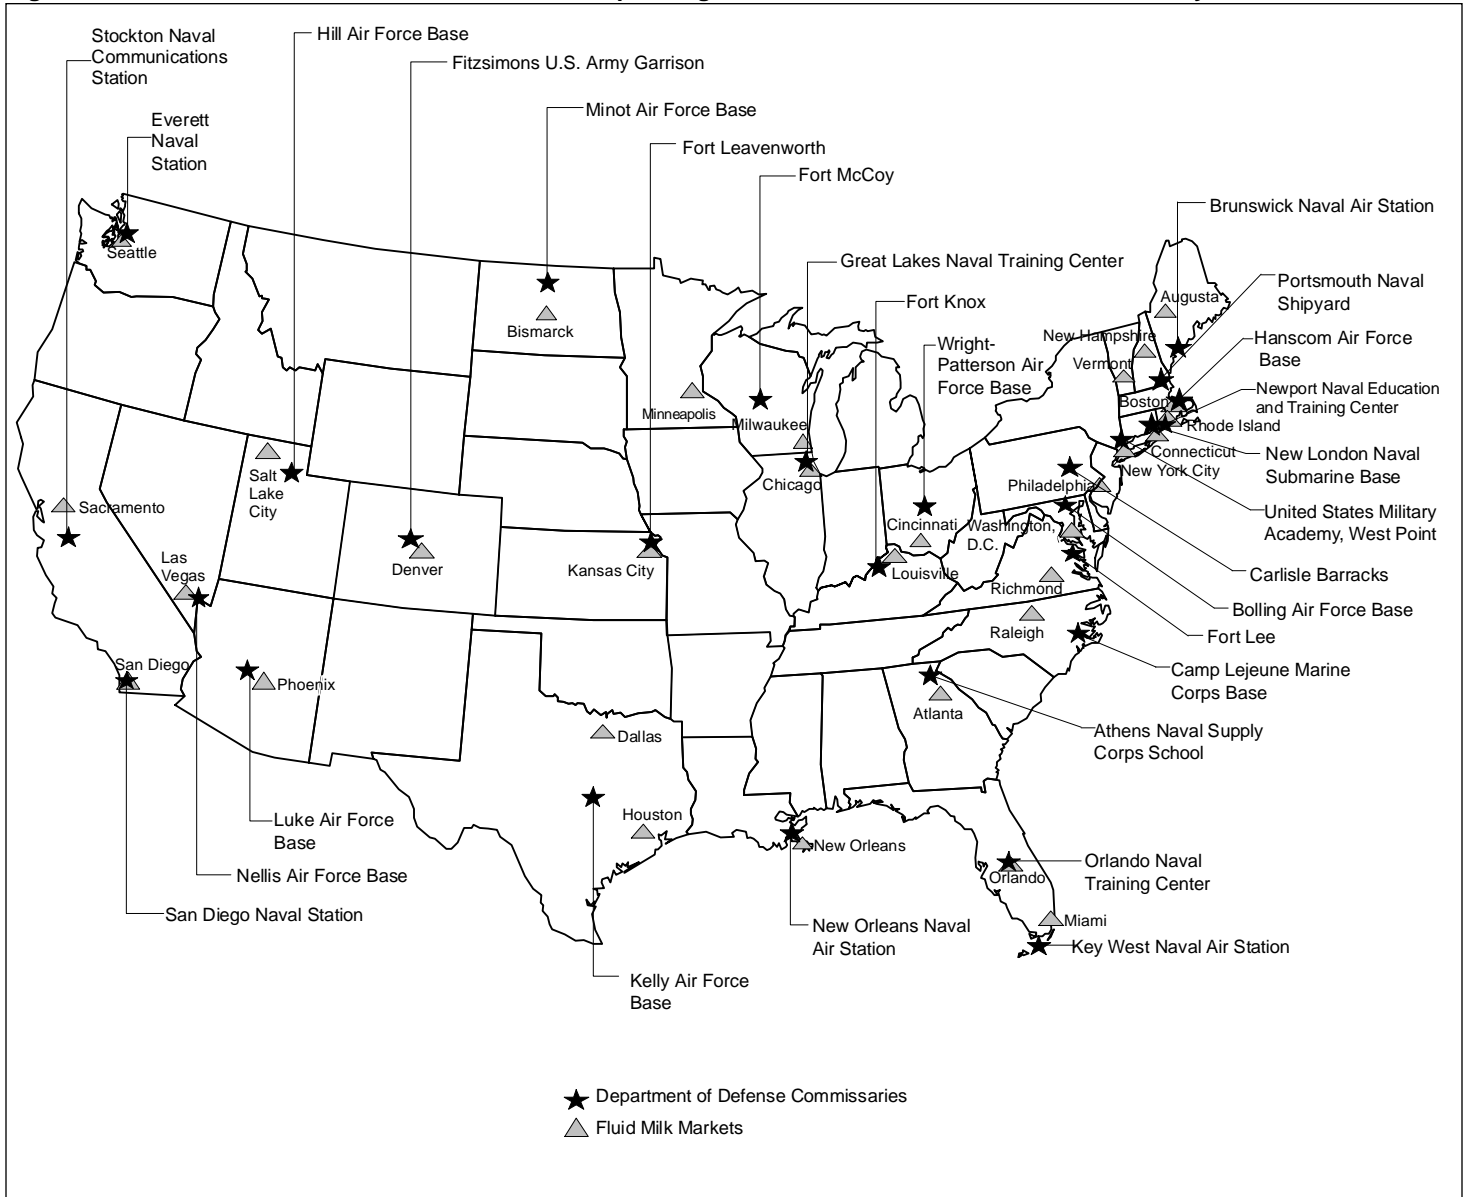 Stockton Naval
Communications
Station
Hill Air Force Base
Fitzsimons U.S. Army Garrison
Minot Air Force Base
Everett
Naval
Station
Fort Leavenworth
Fort McCoy
Brunswick Naval Air Station
Seattle
Great Lakes Naval Training Center
Portsmouth Naval
Shipyard
Augusta
Fort Knox
Bismarck
New Hampshire
Hanscom Air Force
Base
Wright-
Patterson Air
Force Base
Vermont
Newport Naval Education
and Training Center
Boston
Minneapolis
Milwaukee
Rhode Island
Connecticut
New London Naval
Submarine Base
New York City
Salt
Lake
City
Chicago
Philadelphia
Sacramento
United States Military
Academy, West Point
Cincinnati
Washington,
D.C.
Las
Vegas
Denver
Kansas City
Louisville
Carlisle Barracks
Richmond
Bolling Air Force Base
Raleigh
Fort Lee
San Diego
Phoenix
Camp Lejeune Marine
Corps Base
Atlanta
Dallas
Athens Naval Supply
Corps School
Luke Air Force
Base
Houston
New Orleans
Orlando Naval
Training Center
Nellis Air Force Base
Orlando
San Diego Naval Station
Miami
New Orleans Naval
Air Station
Key West Naval Air Station
Kelly Air Force
Base
Department of Defense Commissaries
Fluid Milk Markets